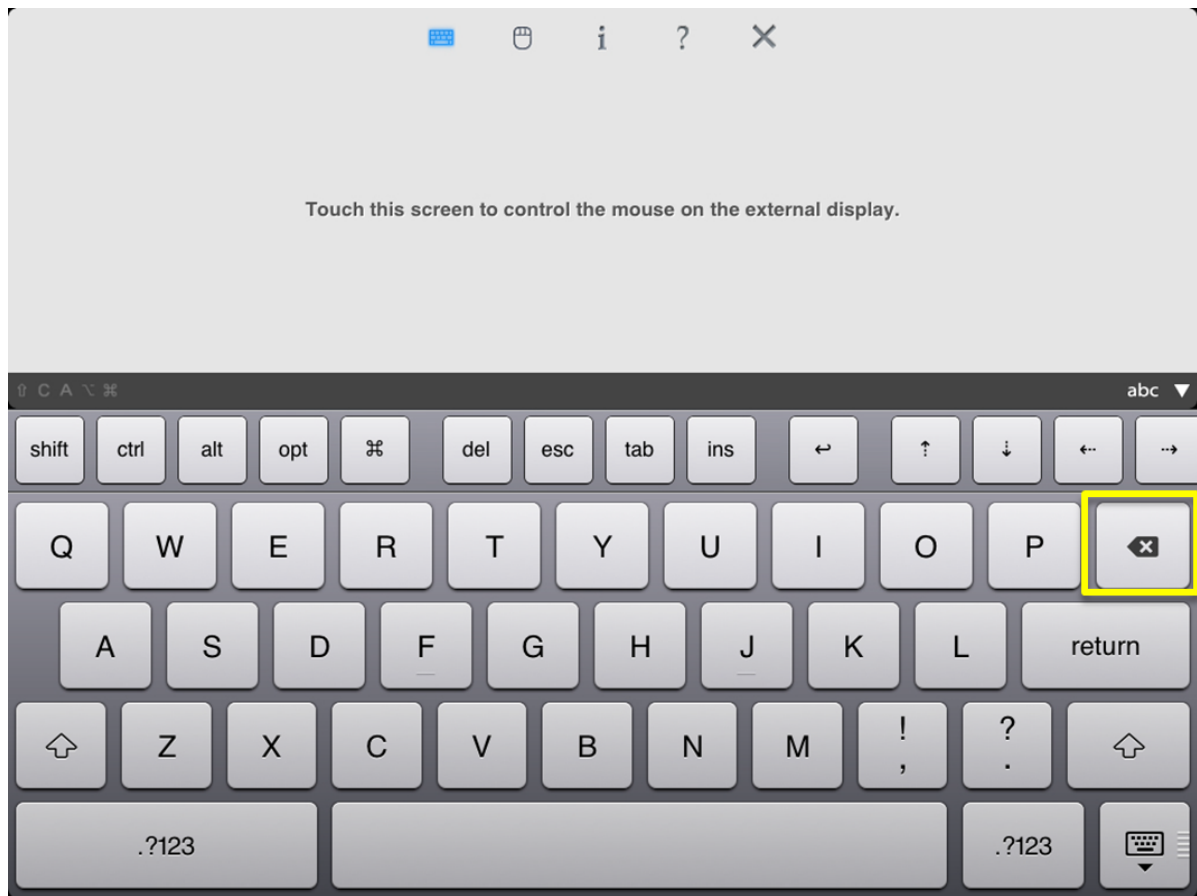 i ?
Touch this screen to control the mouse on the external display.
⇧ C A ⌥ ⌘ abc ▼
shift ctrl alt opt ⌘ del esc tab ins ↩ ⇡ ⇣ ⇠ ⇢
Q W E R T Y U I O P
A S D F G H J K L return
Z X C V B N M ! , ? .
.?123 .?123